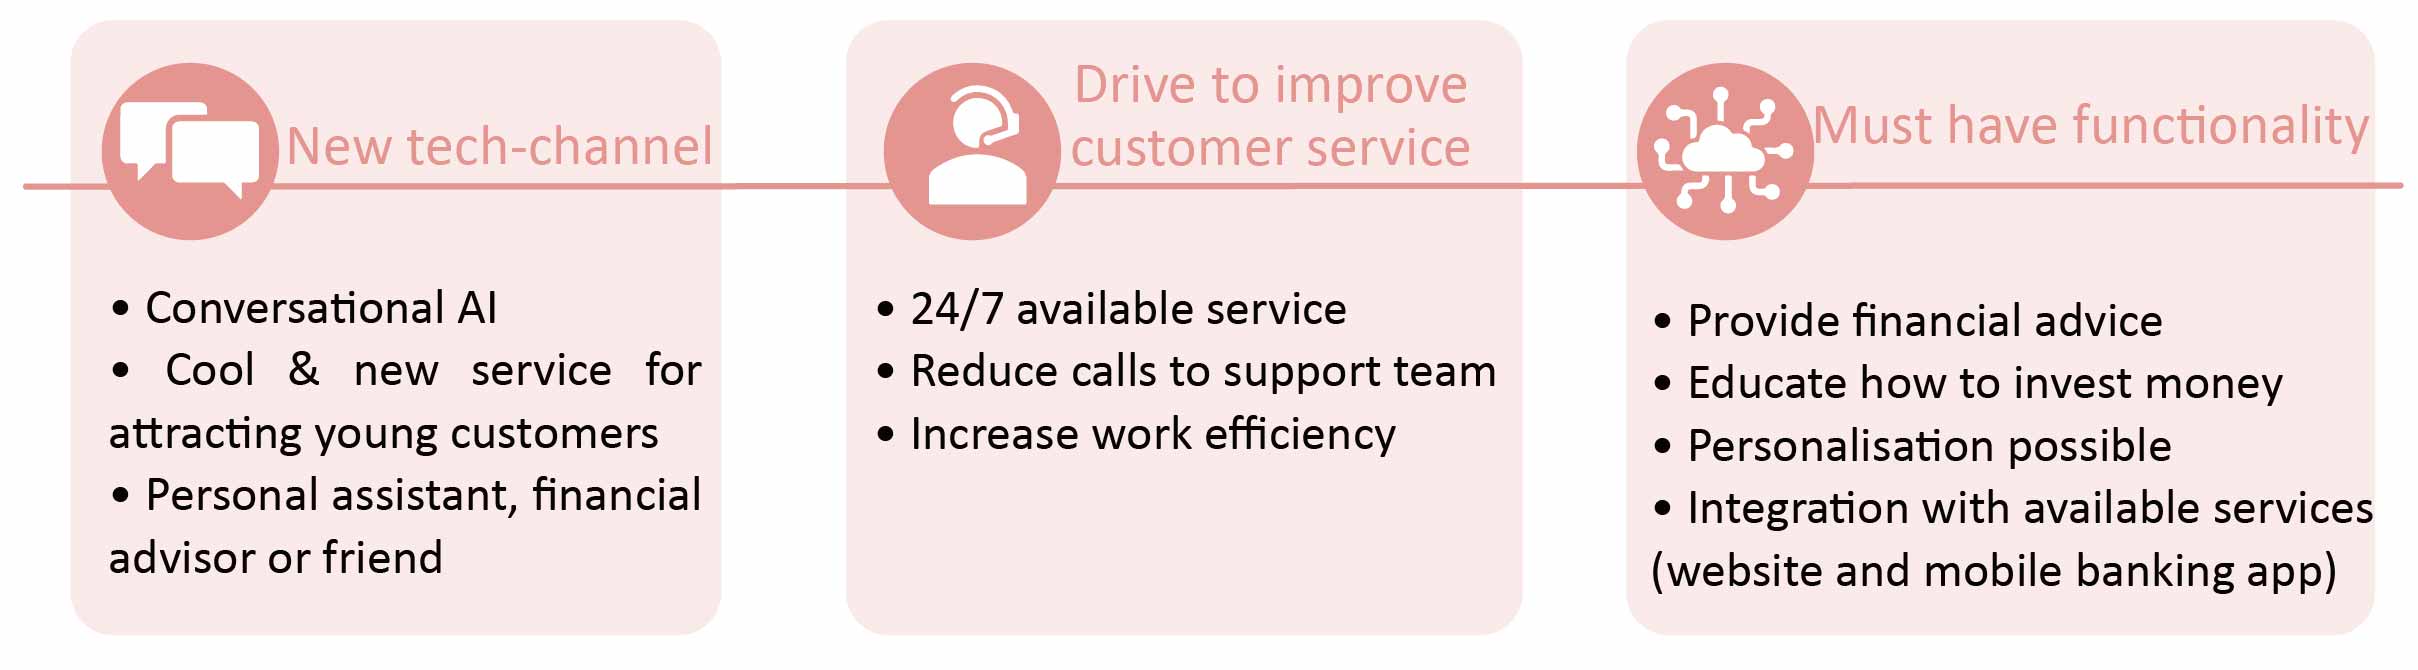 New tech-channel
• Conversational AI
• Cool & new service for
attracting young customers
• Personal assistant, financial
advisor or friend
Drive to improve
customer service
• 24/7 available service
• Reduce calls to support team
• Increase work efficiency
Must have functionality
• Provide financial advice
• Educate how to invest money
• Personalisation possible
• Integration with available services
(website and mobile banking app)